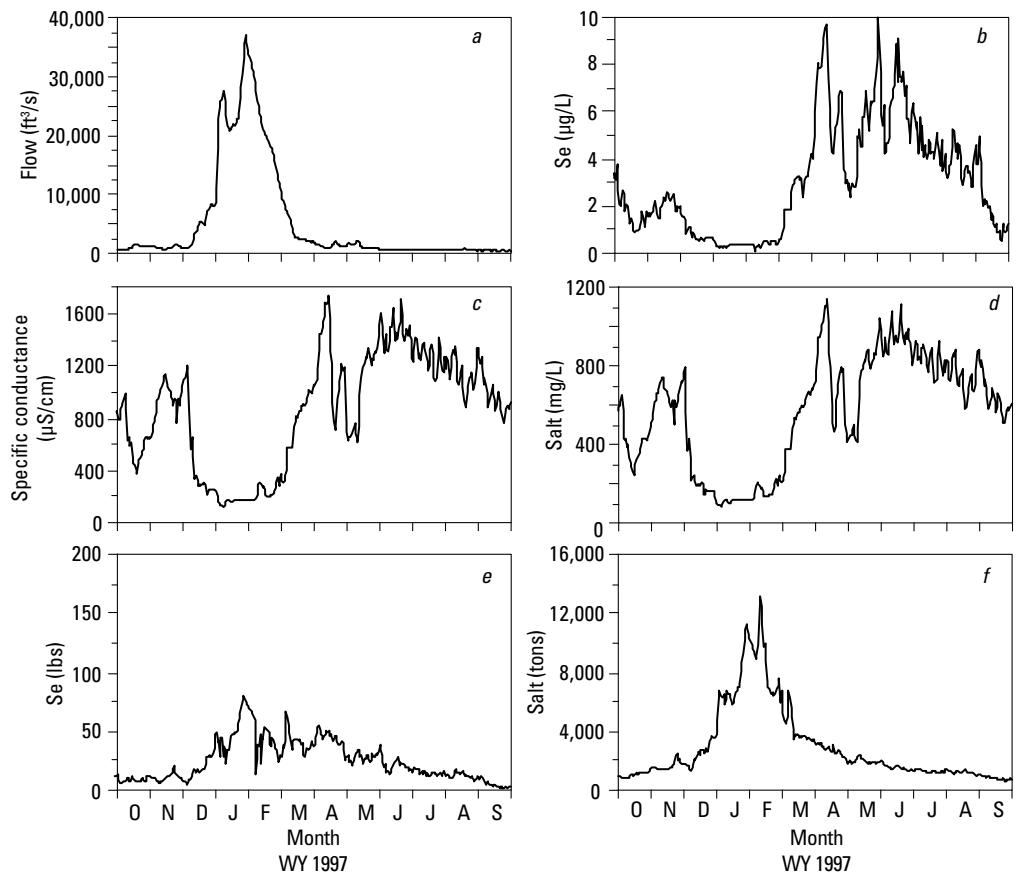 40,000
30,000
20,000
10,000
0
Flow (ft³/s)
a
10
8
6
4
2
0
Se (µg/L)
b
1600
1200
800
400
0
Specific conductance
(µS/cm)
c
1200
800
400
0
Salt (mg/L)
d
200
150
100
50
0
Se (lbs)
e
O N D J F M A M J J A S
Month
WY 1997
16,000
12,000
8,000
4,000
0
Salt (tons)
f
O N D J F M A M J J A S
Month
WY 1997